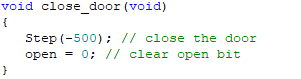 void close_door(void)
{
Step(-500); // close the door
open = 0; // clear open bit
}